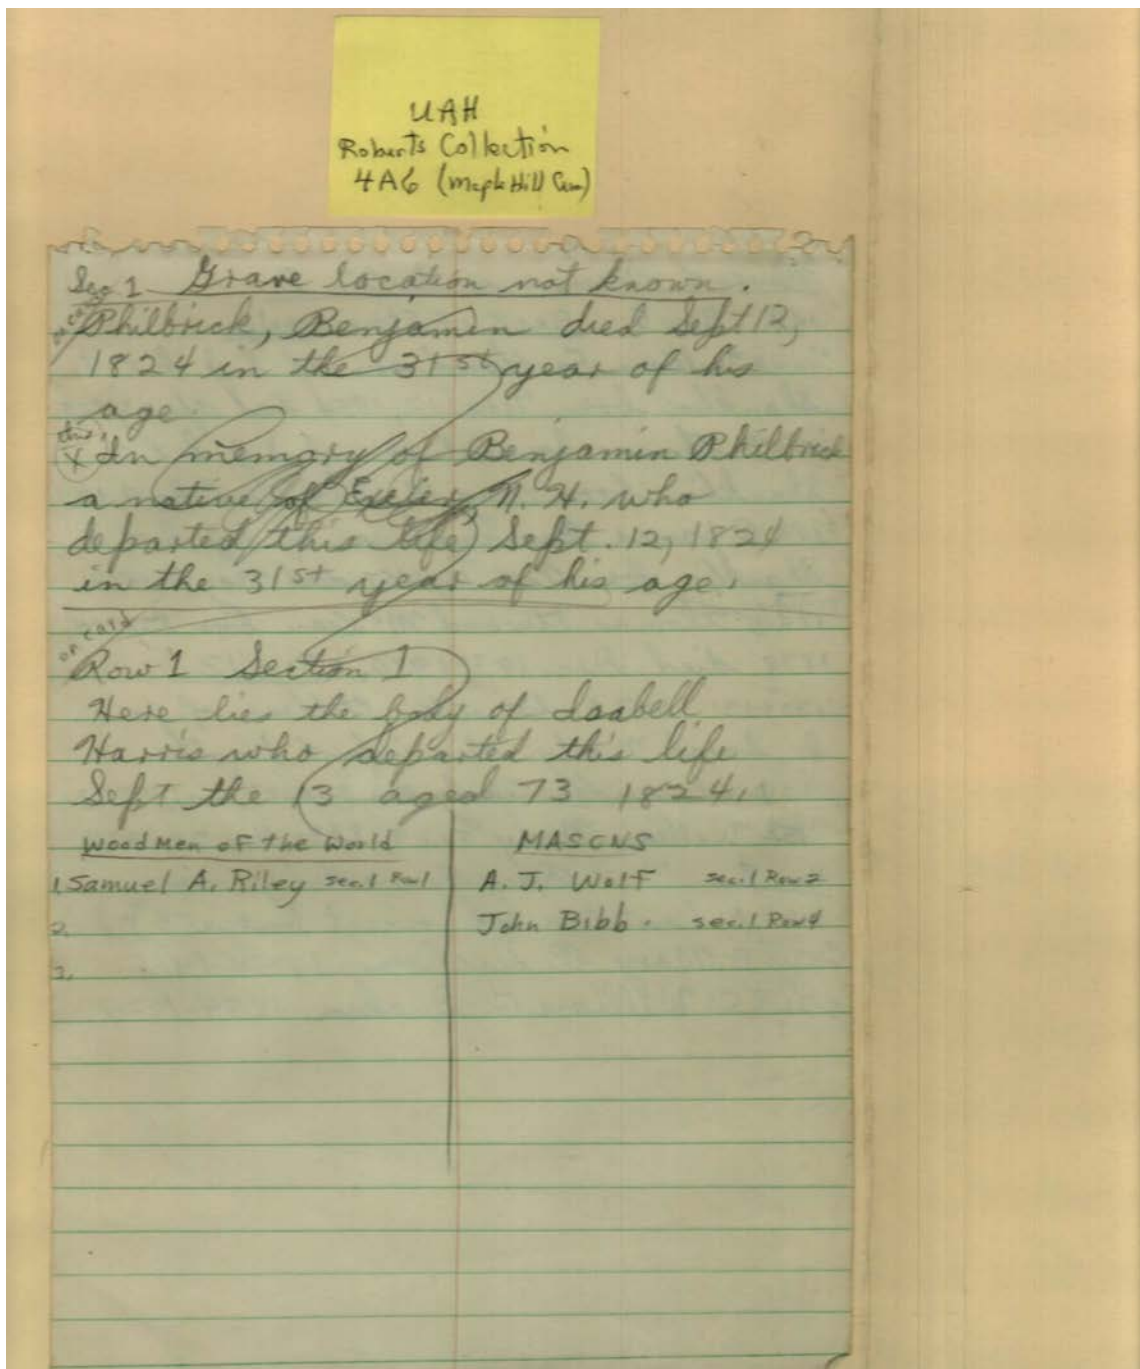 UAH
Roberts Collection
4A6 (Maple Hill Cem)
Sec 1 Grave location not known.
Philbrick, Benjamin died Sept 12,
1824 in the 31st year of his
age.
this
X In memory of Benjamin Philbrick
a native of Exeter, N. H. who
departed this life Sept. 12, 1824
in the 31st year of his age.
on card
Row 1 Section 1
Here lies the body of Isabell
Harris who departed this life
Sept the 13 aged 73 1824.
Woodmen of the World
MASONS
1. Samuel A. Riley sec. 1 Row 1
A. J. Wolf sec. 1 Row 2
2.
John Bibb. sec. 1 Row 4
3.